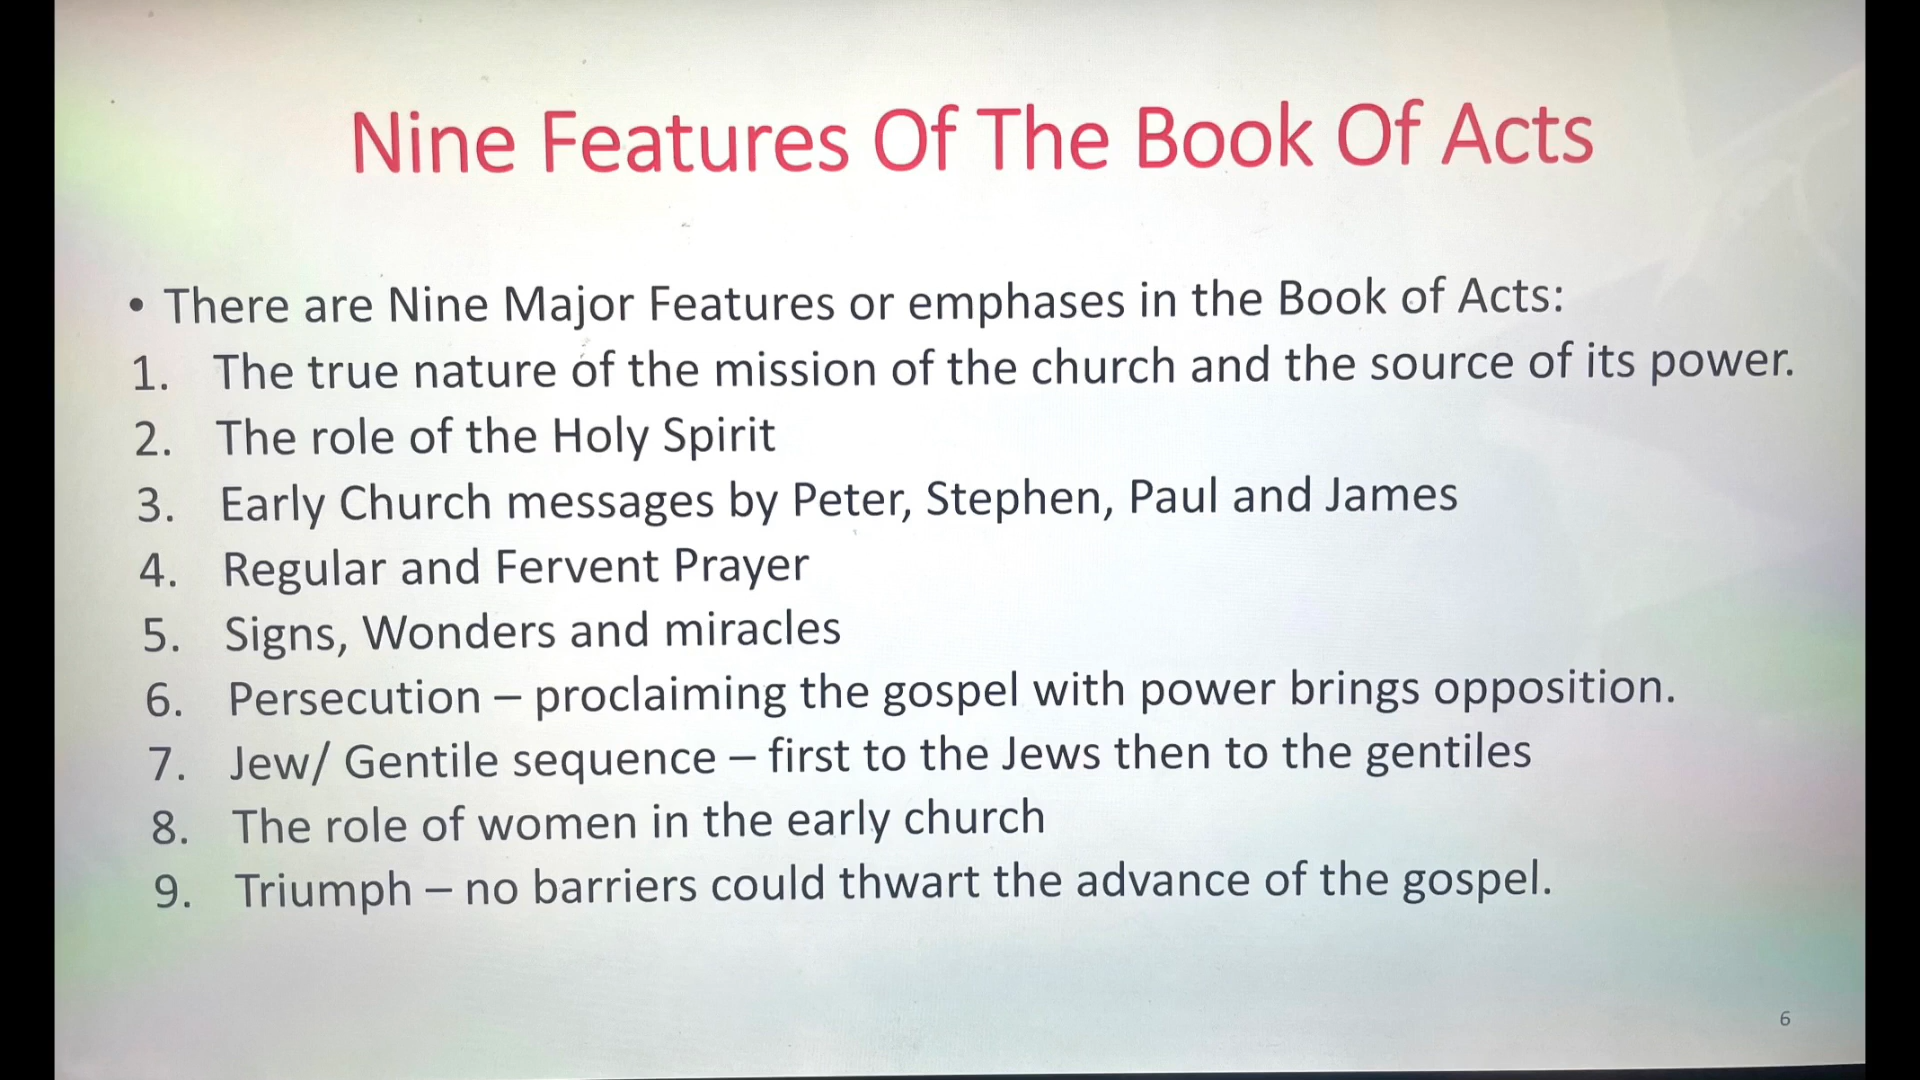 Nine Features Of The Book Of Acts
• There are Nine Major Features or emphases in the Book of Acts:
1. The true nature of the mission of the church and the source of its power.
2. The role of the Holy Spirit
3. Early Church messages by Peter, Stephen, Paul and James
4. Regular and Fervent Prayer
5. Signs, Wonders and miracles
6. Persecution – proclaiming the gospel with power brings opposition.
7. Jew/ Gentile sequence – first to the Jews then to the gentiles
8. The role of women in the early church
9. Triumph – no barriers could thwart the advance of the gospel.
6